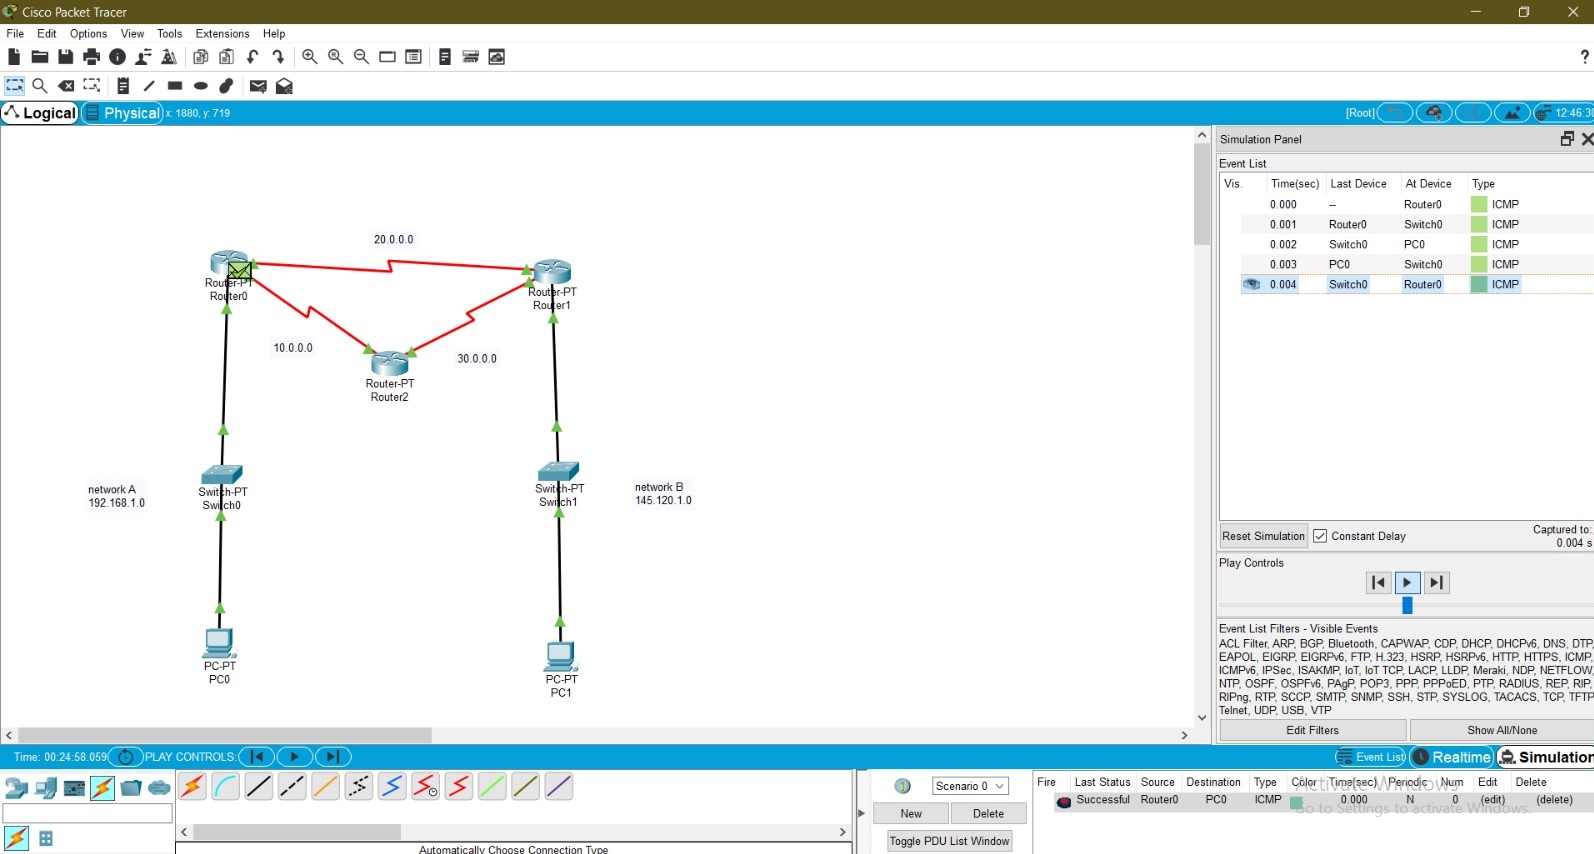 Cisco Packet Tracer
File Edit Options View Tools Extensions Help
?
Logical Physical x: 1880, y: 719
[Root] 12:46:30
Simulation Panel
Event List
Vis. Time(sec) Last Device At Device Type
0.000 -- Router0 ICMP
0.001 Router0 Switch0 ICMP
0.002 Switch0 PC0 ICMP
0.003 PC0 Switch0 ICMP
0.004 Switch0 Router0 ICMP
20.0.0.0
Router-PT
Router0
Router-PT
Router1
10.0.0.0
30.0.0.0
Router-PT
Router2
network A
192.168.1.0
Switch-PT
Switch0
Switch-PT
Switch1
network B
145.120.1.0
PC-PT
PC0
PC-PT
PC1
Reset Simulation Constant Delay
Captured to:
0.004 s
Play Controls
Event List Filters - Visible Events
ACL Filter, ARP, BGP, Bluetooth, CAPWAP, CDP, DHCP, DHCPv6, DNS, DTP,
EAPOL, EIGRP, EIGRPv6, FTP, H.323, HSRP, HSRPv6, HTTP, HTTPS, ICMP,
ICMPv6, IPSec, ISAKMP, IoT, IoT TCP, LACP, LLDP, Meraki, NDP, NETFLOW,
NTP, OSPF, OSPFv6, PAgP, POP3, PPP, PPPoED, PTP, RADIUS, REP, RIP,
RIPng, RTP, SCCP, SMTP, SNMP, SSH, STP, SYSLOG, TACACS, TCP, TFTP,
Telnet, UDP, USB, VTP
Edit Filters Show All/None
Time: 00:24:58.059 PLAY CONTROLS:
Event List Realtime Simulation
Scenario 0
New Delete
Toggle PDU List Window
Fire Last Status Source Destination Type Color Time(sec) Periodic Num Edit Delete
Successful Router0 PC0 ICMP 0.000 N 0 (edit) (delete)
Activate Windows
Go to Settings to activate Windows.
Automatically Choose Connection Type